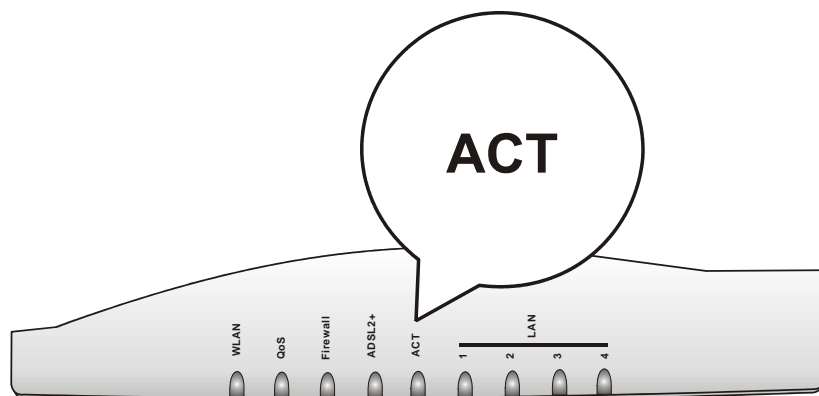 ACT
WLAN
QoS
Firewall
ADSL2+
ACT
LAN
1
2
3
4